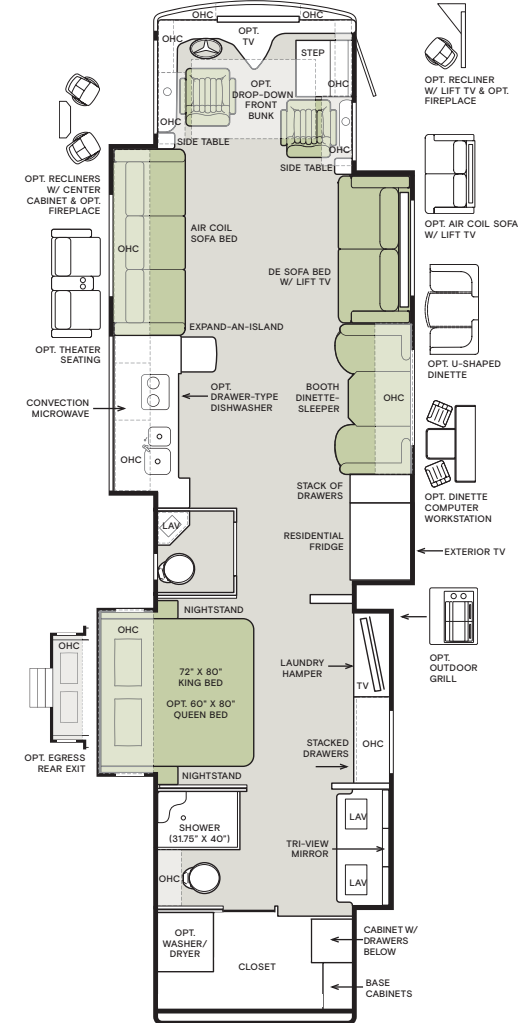 OHC
OHC
OHC
OPT.
TV
STEP
OPT.
DROP-DOWN
FRONT
BUNK
OHC
OHC
OHC
SIDE TABLE
SIDE TABLE
OPT. RECLINER
W/ LIFT TV & OPT.
FIREPLACE
OPT. RECLINERS
W/ CENTER
CABINET & OPT.
FIREPLACE
OHC
AIR COIL
SOFA BED
OPT. AIR COIL SOFA
W/ LIFT TV
DE SOFA BED
W/ LIFT TV
EXPAND-AN-ISLAND
OPT. THEATER
SEATING
OPT. U-SHAPED
DINETTE
CONVECTION
MICROWAVE
OPT.
DRAWER-TYPE
DISHWASHER
BOOTH
DINETTE-
SLEEPER
OHC
OHC
STACK OF
DRAWERS
OPT. DINETTE
COMPUTER
WORKSTATION
LAV
RESIDENTIAL
FRIDGE
EXTERIOR TV
NIGHTSTAND
OHC
OHC
72" X 80"
KING BED
OPT. 60" X 80"
QUEEN BED
LAUNDRY
HAMPER
TV
OPT.
OUTDOOR
GRILL
STACKED
DRAWERS
OHC
OPT. EGRESS
REAR EXIT
NIGHTSTAND
SHOWER
(31.75" X 40")
LAV
TRI-VIEW
MIRROR
OHC
LAV
OPT.
WASHER/
DRYER
CLOSET
CABINET W/
DRAWERS
BELOW
BASE
CABINETS